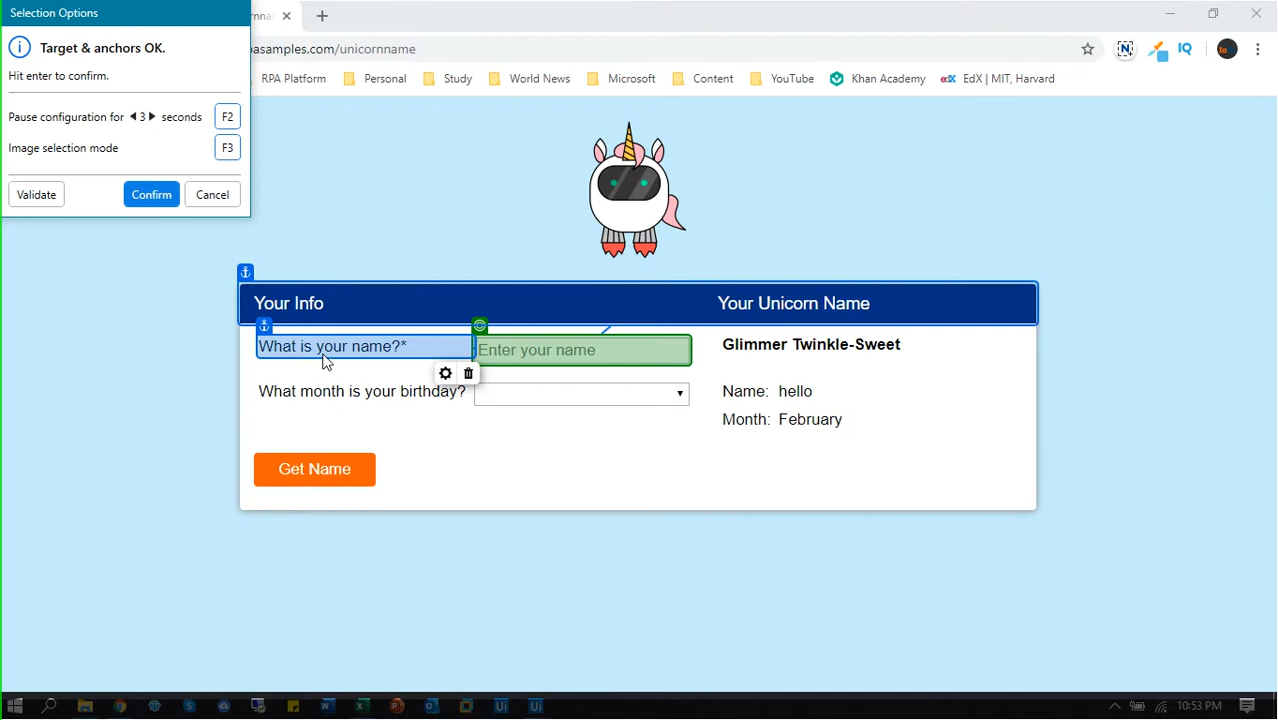 Selection Options
Target & anchors OK.
Hit enter to confirm.
Pause configuration for 3 seconds F2
Image selection mode F3
Validate Confirm Cancel
asamples.com/unicornname
RPA Platform Personal Study World News Microsoft Content YouTube Khan Academy EdX | MIT, Harvard
Your Info Your Unicorn Name
What is your name?* Enter your name Glimmer Twinkle-Sweet
What month is your birthday? Name: hello
Month: February
Get Name
10:53 PM